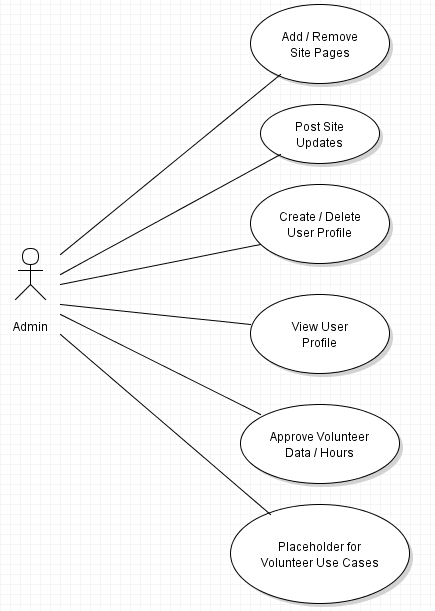 Add / Remove
Site Pages
Post Site
Updates
Create / Delete
User Profile
Admin
View User
Profile
Approve Volunteer
Data / Hours
Placeholder for
Volunteer Use Cases